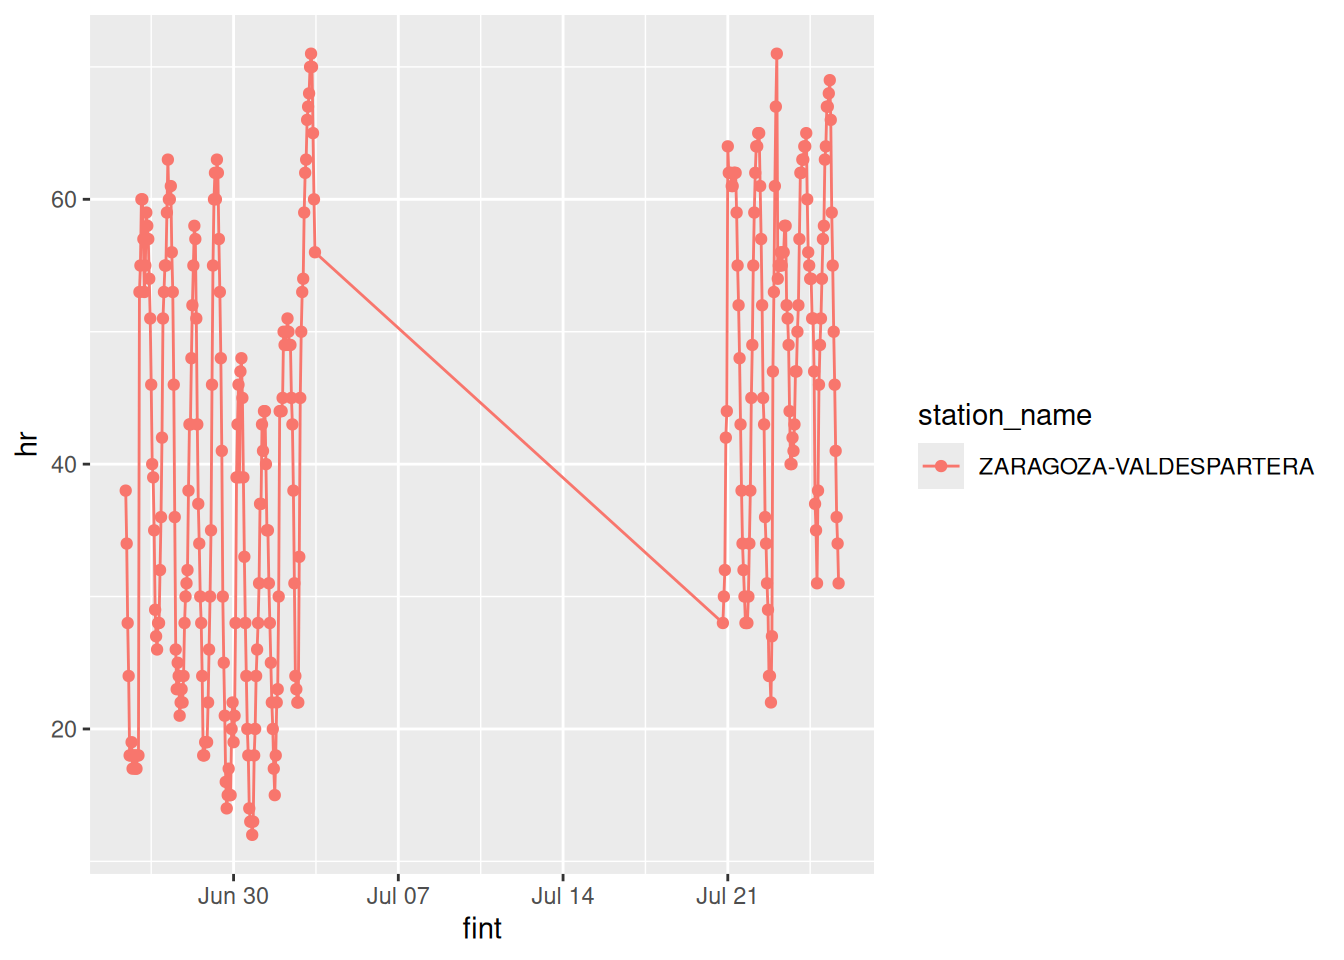 hr
60
40
20
Jun 30
Jul 07
Jul 14
Jul 21
fint
station_name
ZARAGOZA-VALDESPARTERA